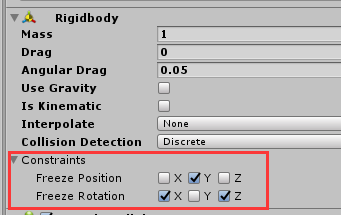 Rigidbody
Mass 1
Drag 0
Angular Drag 0.05
Use Gravity
Is Kinematic
Interpolate None
Collision Detection Discrete
Constraints
Freeze Position X Y Z
Freeze Rotation X Y Z